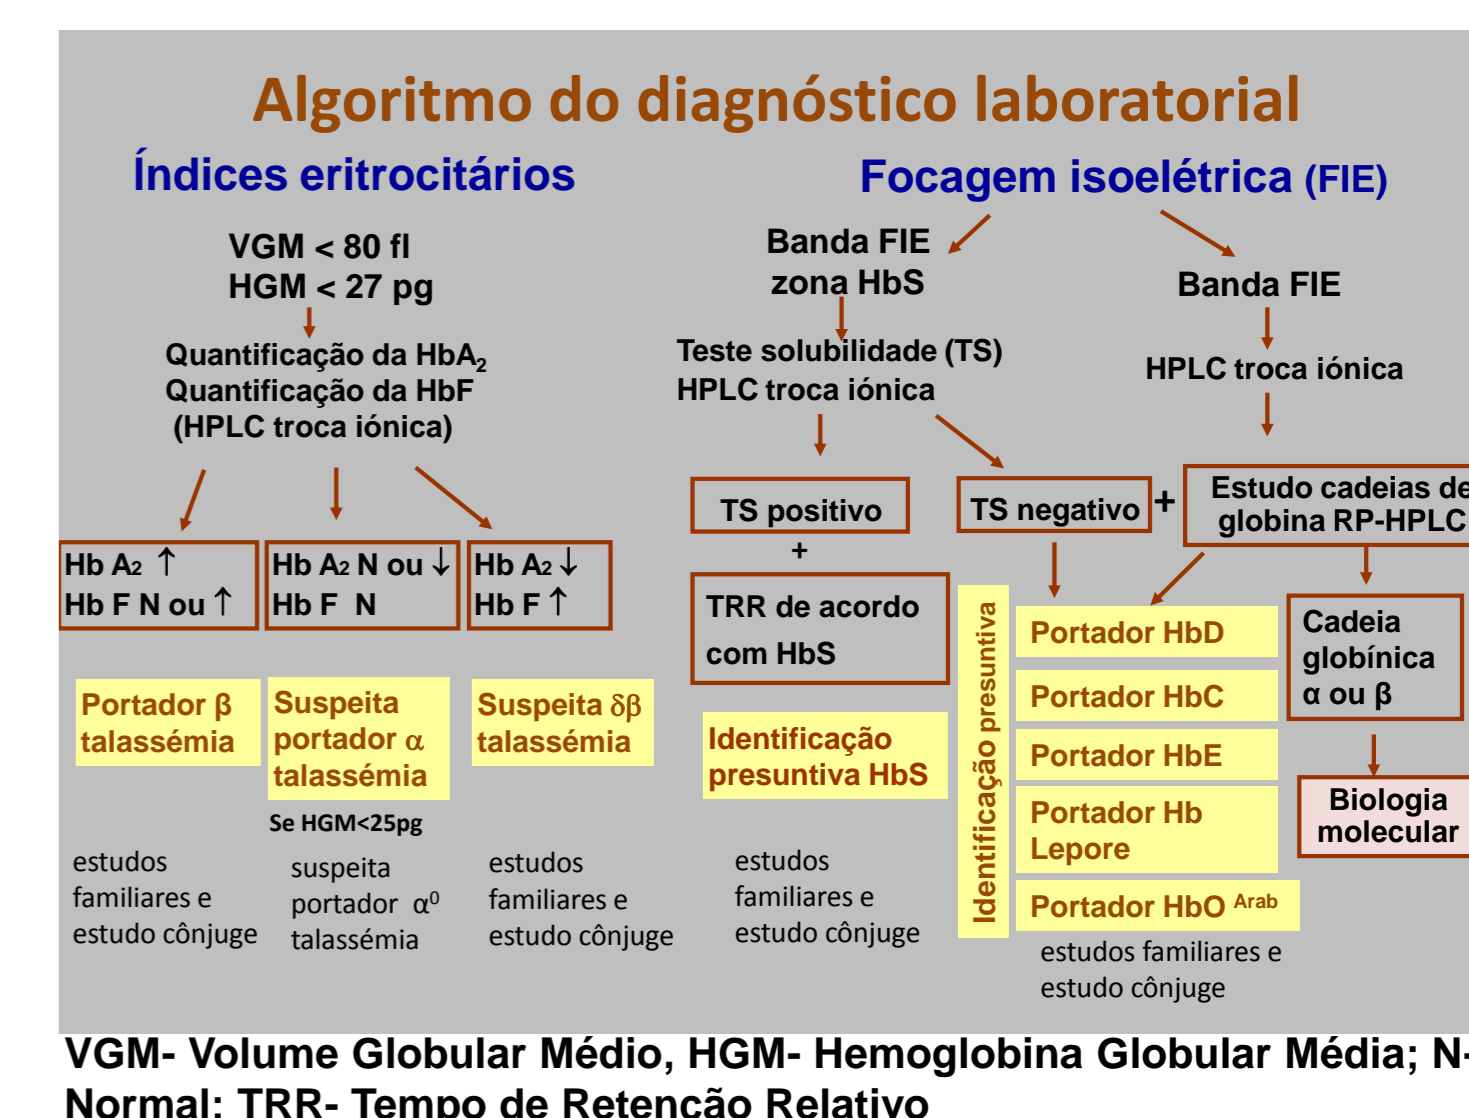 Algoritmo do diagnóstico laboratorial
Índices eritrocitários
VGM < 80 fl
HGM < 27 pg
Quantificação da HbA2
Quantificação da HbF
(HPLC troca iónica)
Hb A2 ↑
Hb F N ou ↑
Hb A2 N ou ↓
Hb F N
Hb A2 ↓
Hb F ↑
Portador β
talassémia
Suspeita
portador α
talassémia
Suspeita δβ
talassémia
Se HGM<25pg
estudos
familiares e
estudo cônjuge
suspeita
portador α⁰
talassémia
estudos
familiares e
estudo cônjuge
Focagem isoelétrica (FIE)
Banda FIE
zona HbS
Teste solubilidade (TS)
HPLC troca iónica
Banda FIE
HPLC troca iónica
TS positivo
+
TRR de acordo
com HbS
Identificação
presuntiva HbS
estudos
familiares e
estudo cônjuge
TS negativo
+
Estudo cadeias de
globina RP-HPLC
Identificação presuntiva
Portador HbD
Portador HbC
Portador HbE
Portador Hb
Lepore
Portador HbO Arab
estudos familiares e
estudo cônjuge
Cadeia
globínica
α ou β
Biologia
molecular
VGM- Volume Globular Médio, HGM- Hemoglobina Globular Média; N-
Normal; TRR- Tempo de Retenção Relativo